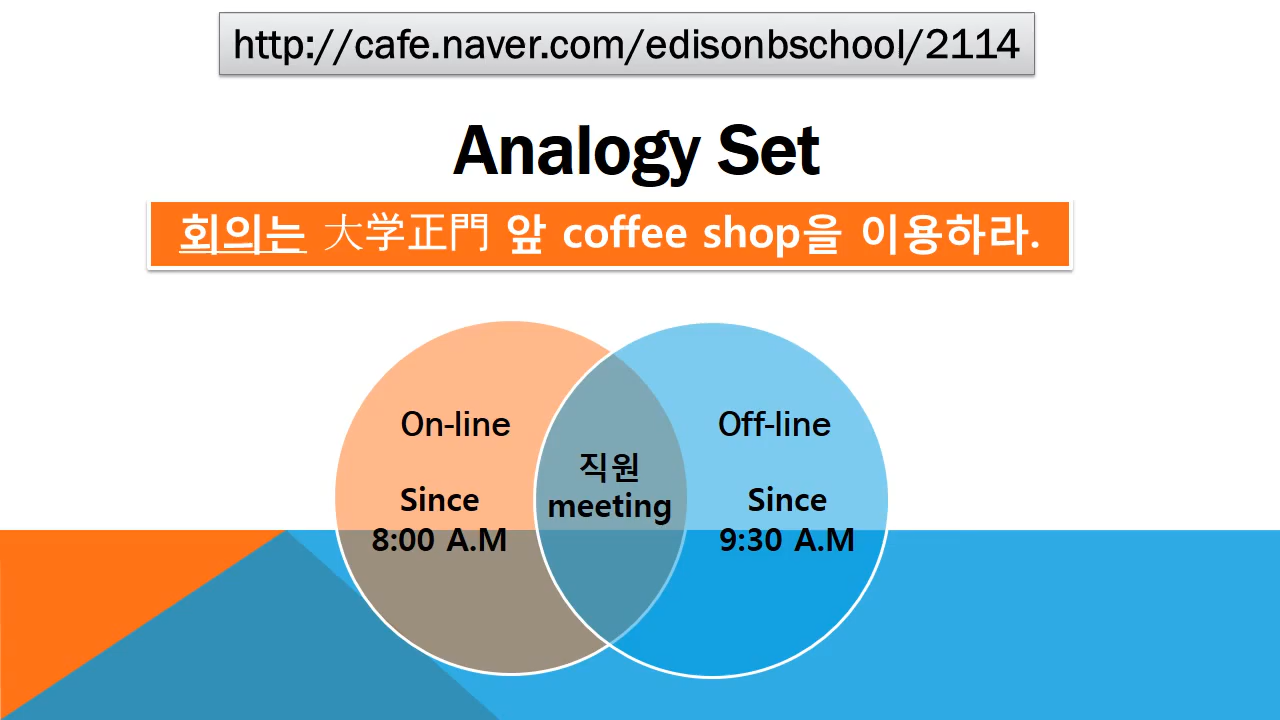 http://cafe.naver.com/edisonbschool/2114
Analogy Set
회의는 大学正門 앞 coffee shop을 이용하라.
On-line
Since
8:00 A.M
직원
meeting
Off-line
Since
9:30 A.M